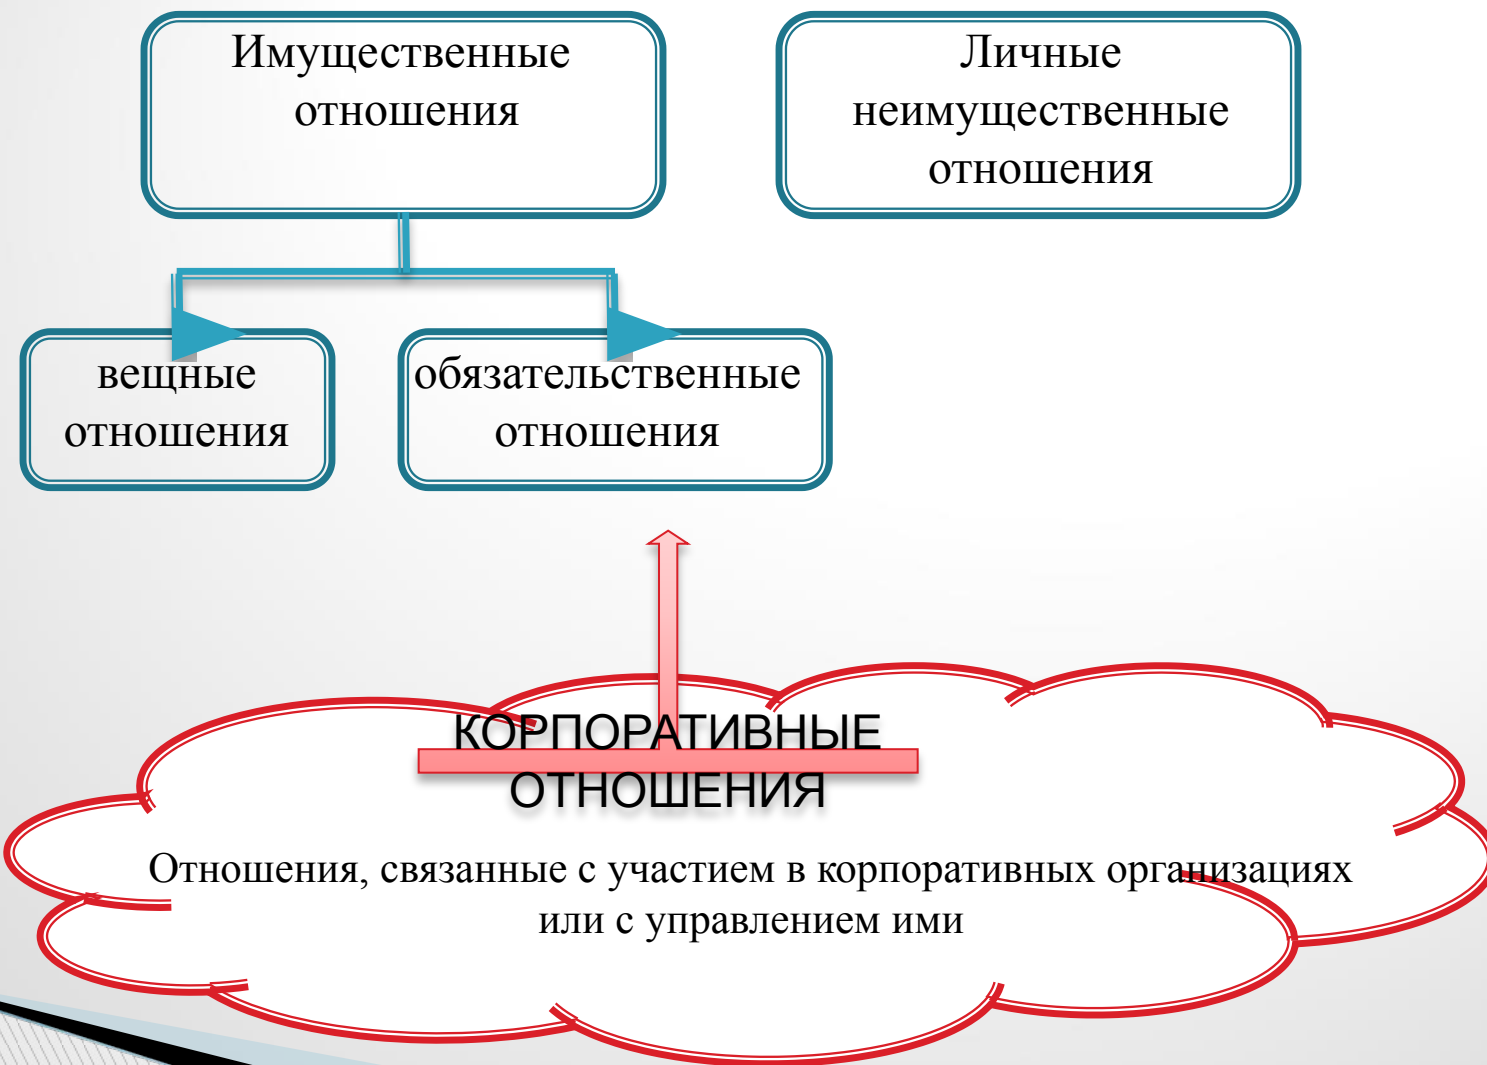 Имущественные
отношения
Личные
неимущественные
отношения
вещные
отношения
обязательственные
отношения
КОРПОРАТИВНЫЕ
ОТНОШЕНИЯ
Отношения, связанные с участием в корпоративных организациях
или с управлением ими